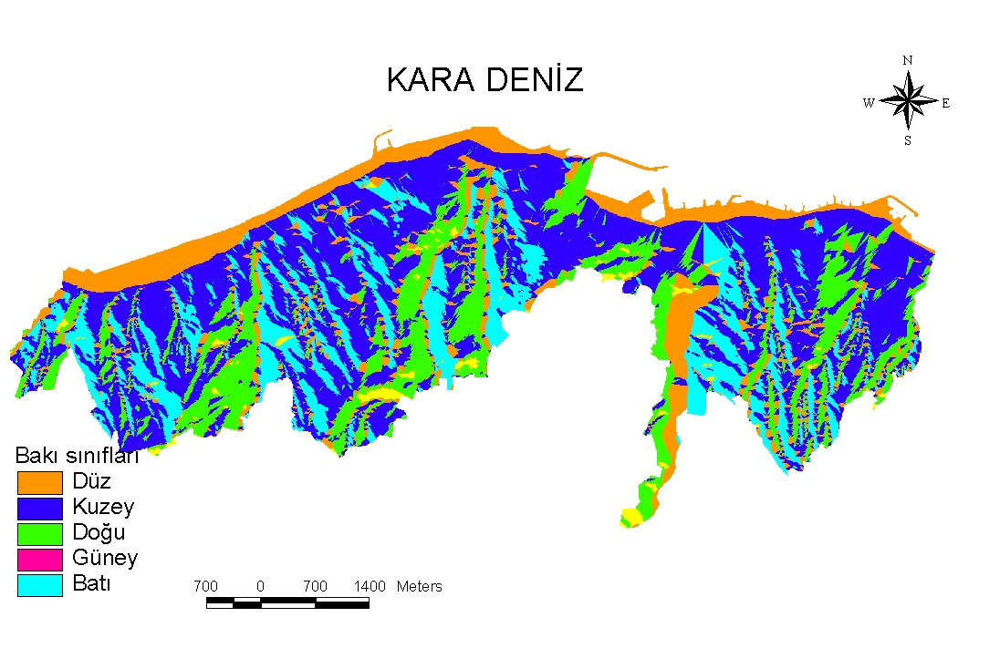 KARA DENİZ
N
W E
S
Bakı sınıfları
Düz
Kuzey
Doğu
Güney
Batı
700 0 700 1400 Meters